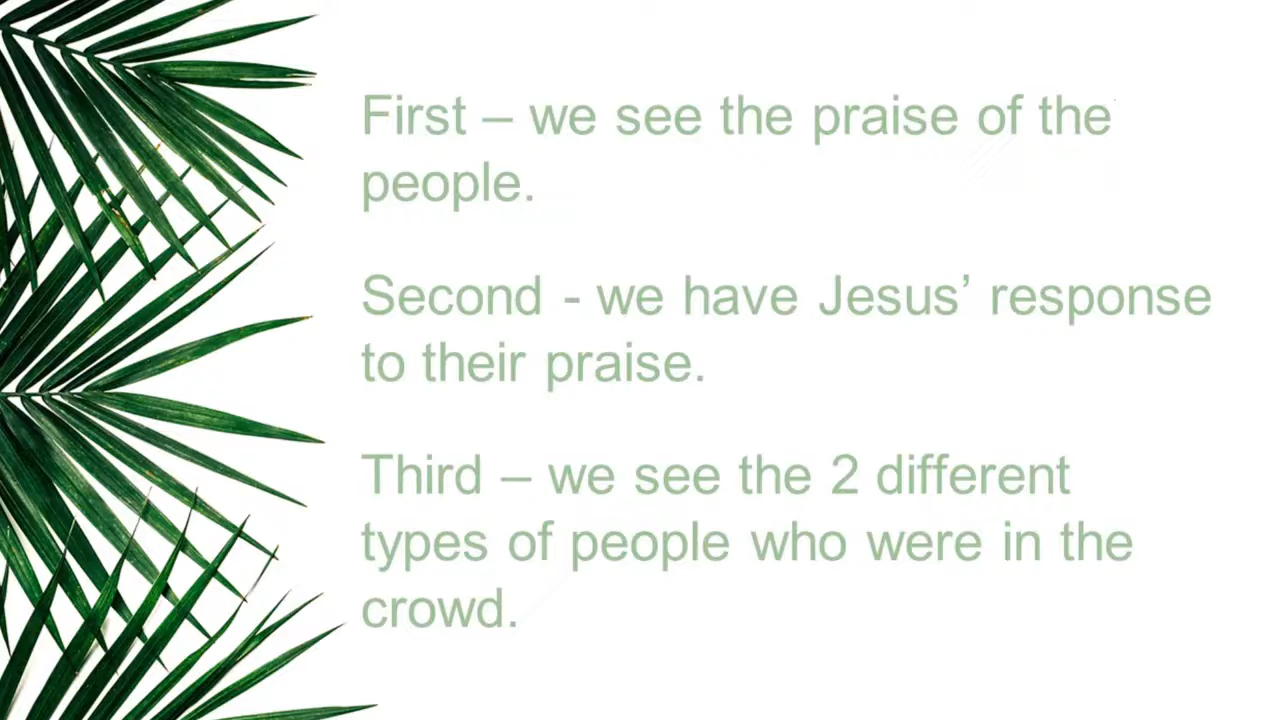 First – we see the praise of the
people.
Second - we have Jesus’ response
to their praise.
Third – we see the 2 different
types of people who were in the
crowd.